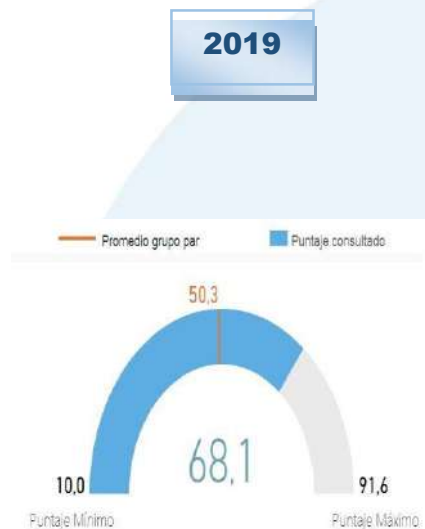 2019
Promedio grupo par
Puntaje consultado
50,3
68,1
10,0
91,6
Puntaje Mínimo
Puntaje Máximo